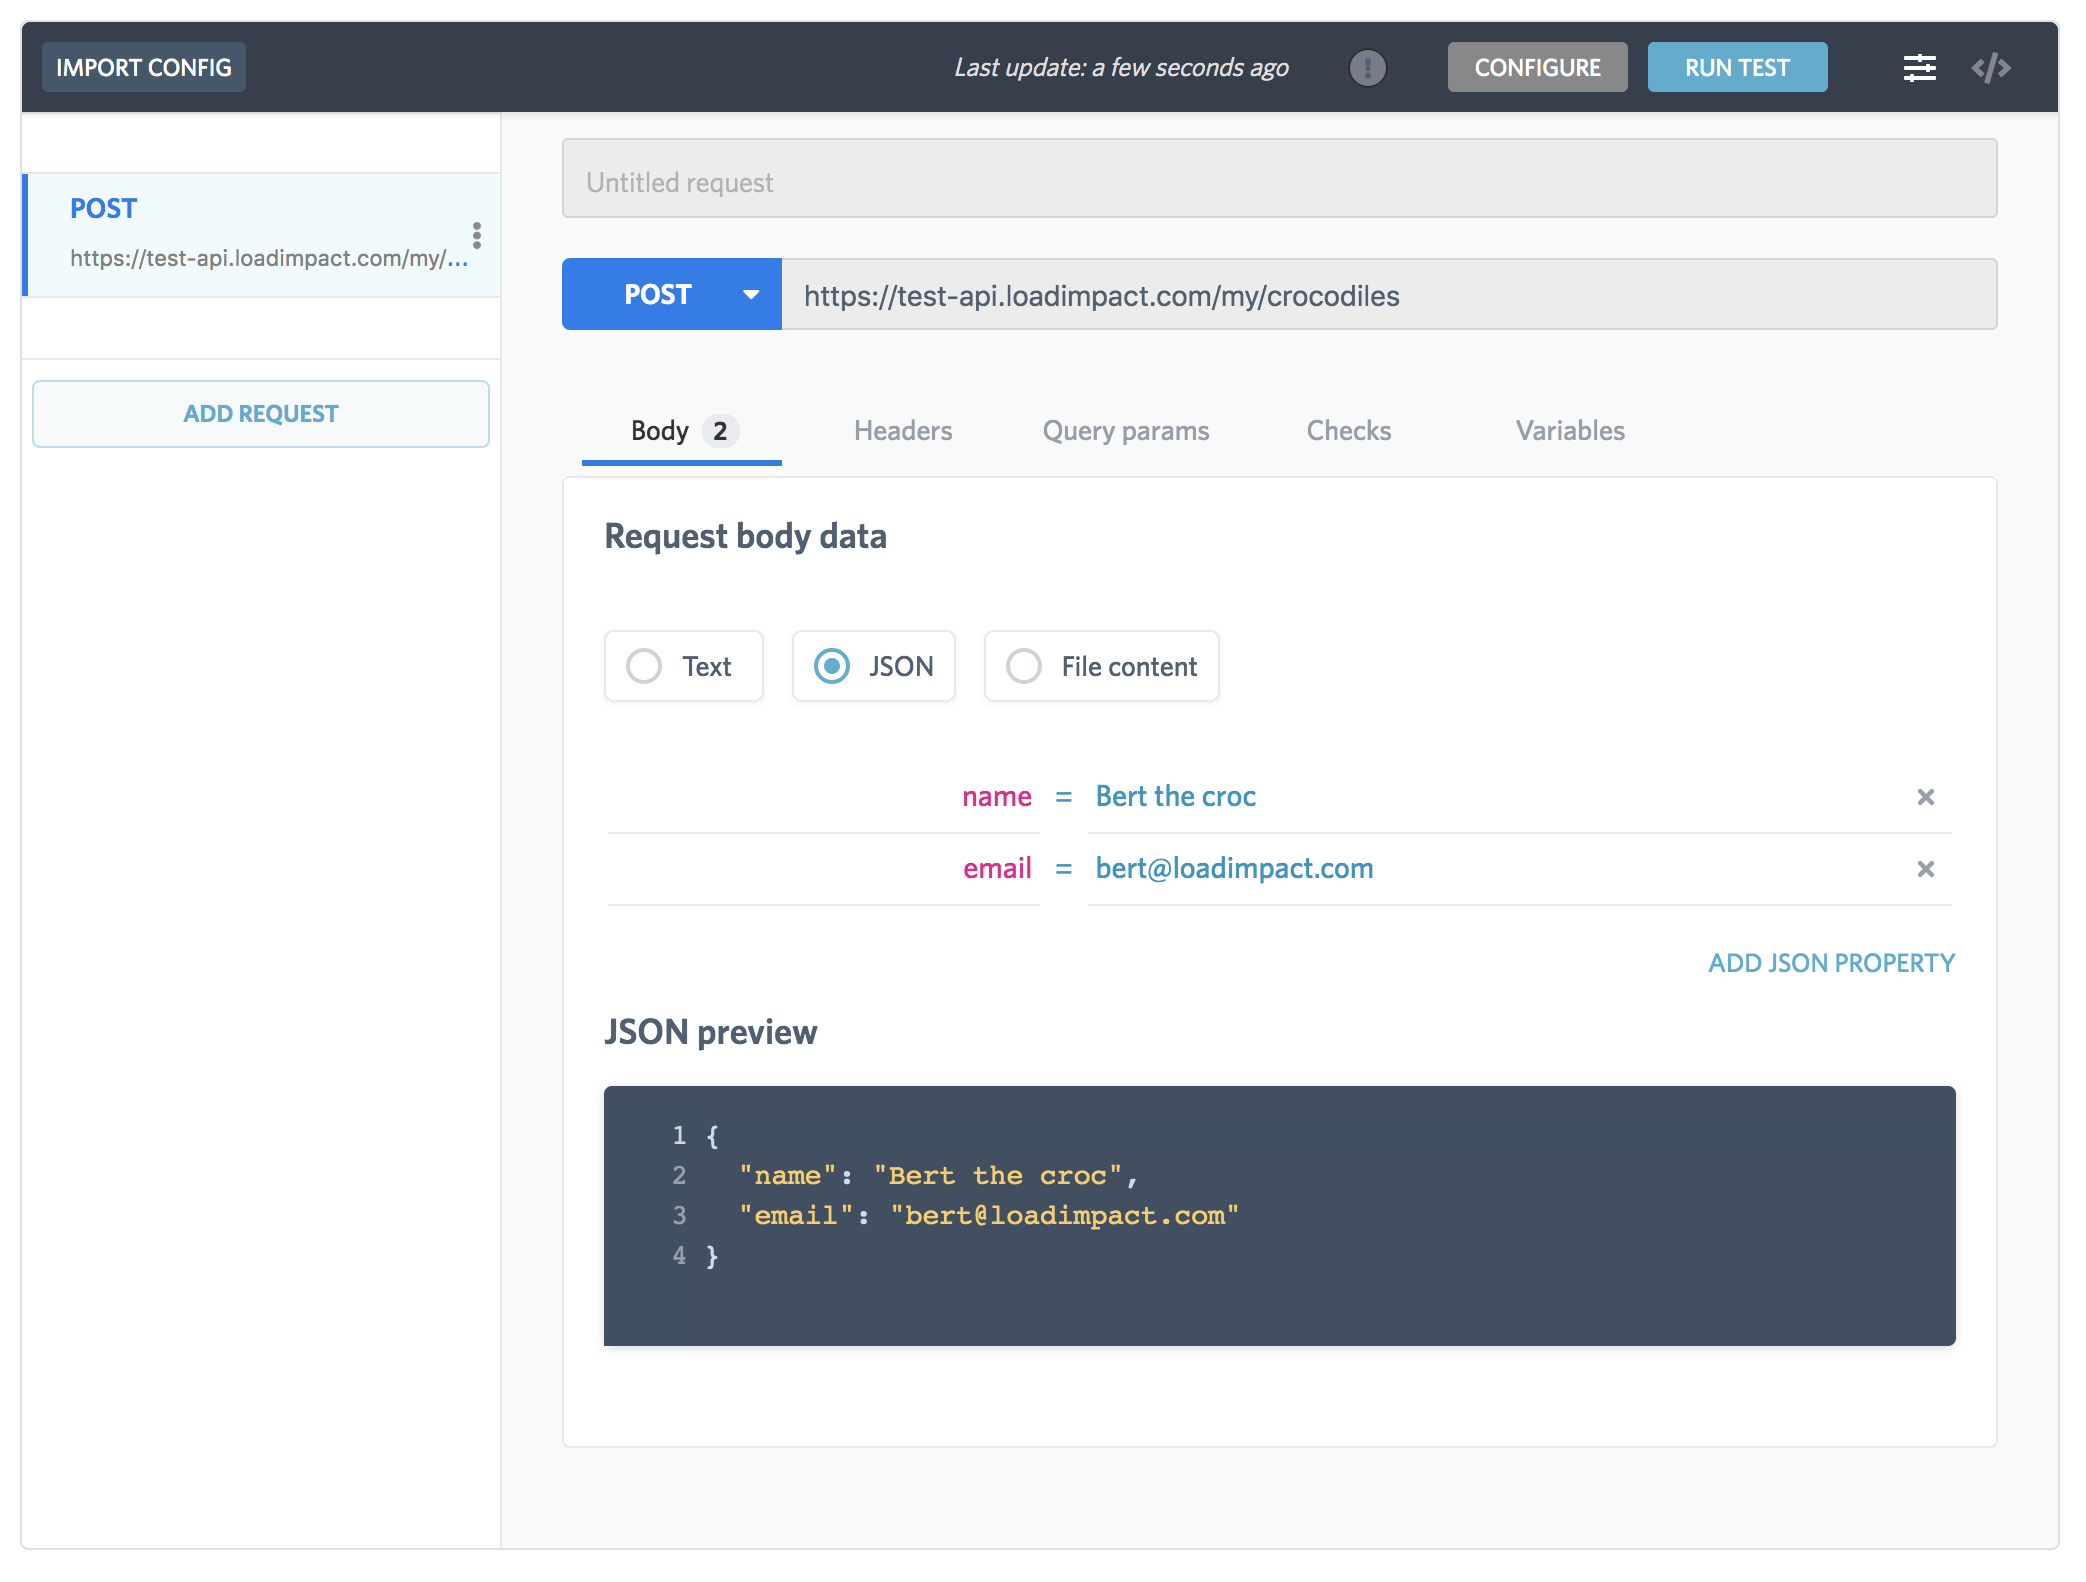 IMPORT CONFIG
Last update: a few seconds ago
!
CONFIGURE
RUN TEST
</>
POST
https://test-api.loadimpact.com/my/...
ADD REQUEST
Untitled request
POST
https://test-api.loadimpact.com/my/crocodiles
Body 2
Headers
Query params
Checks
Variables
Request body data
Text
JSON
File content
name = Bert the croc ×
email = bert@loadimpact.com ×
ADD JSON PROPERTY
JSON preview
1 {
2 "name": "Bert the croc",
3 "email": "bert@loadimpact.com"
4 }